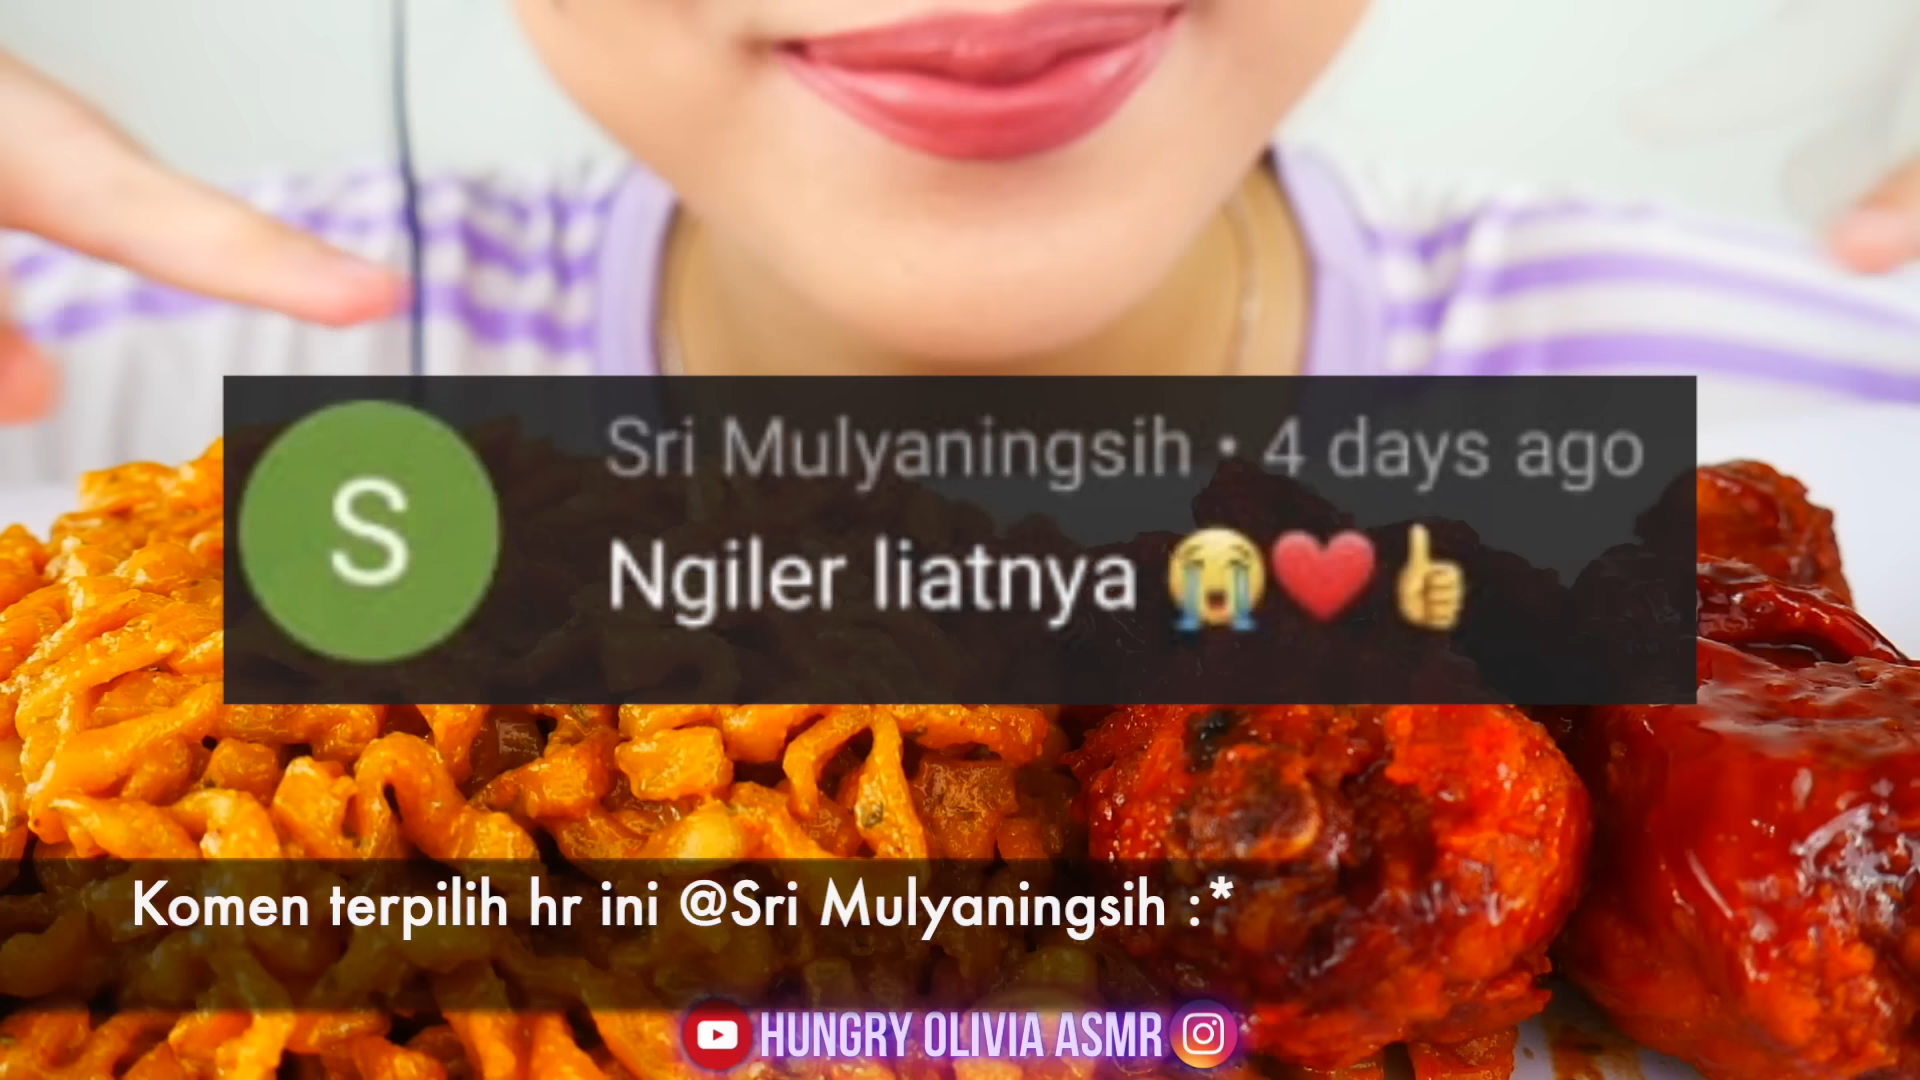 S
Sri Mulyaningsih • 4 days ago
Ngiler liatnya 😭❤️👍
Komen terpilih hr ini @Sri Mulyaningsih :*
HUNGRY OLIVIA ASMR